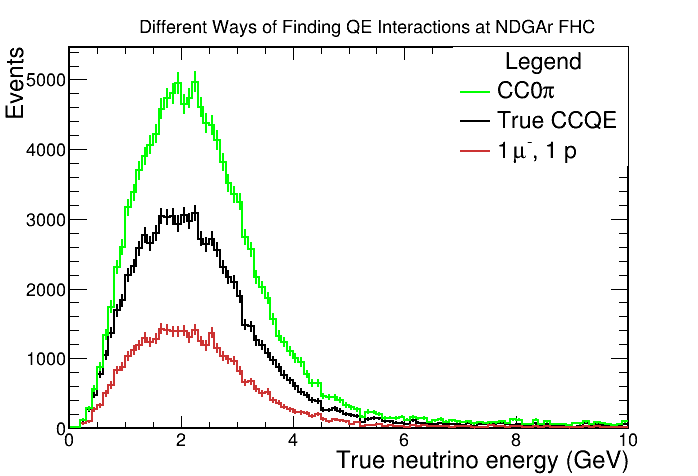 Different Ways of Finding QE Interactions at NDGAr FHC
Events
Legend
CC0π
True CCQE
1 μ⁻, 1 p
5000
4000
3000
2000
1000
0
0 2 4 6 8 10
True neutrino energy (GeV)